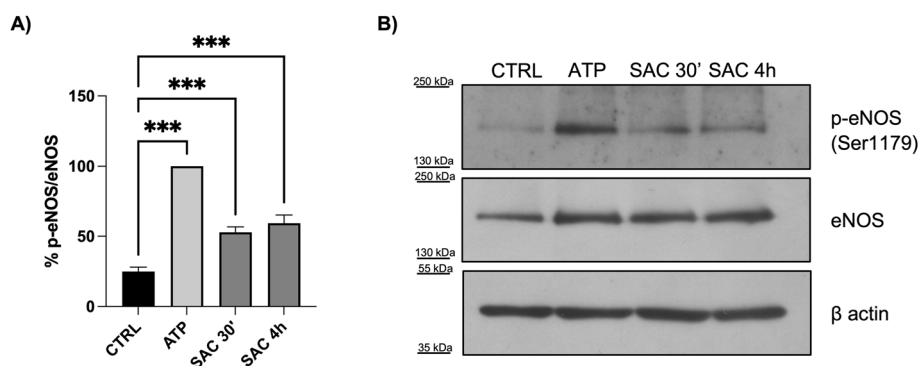 A)
***
***
***
% p-eNOS/eNOS
150
100
50
0
CTRL
ATP
SAC 30'
SAC 4h
B)
CTRL ATP SAC 30' SAC 4h
250 kDa
p-eNOS
(Ser1179)
130 kDa
250 kDa
eNOS
130 kDa
55 kDa
β actin
35 kDa